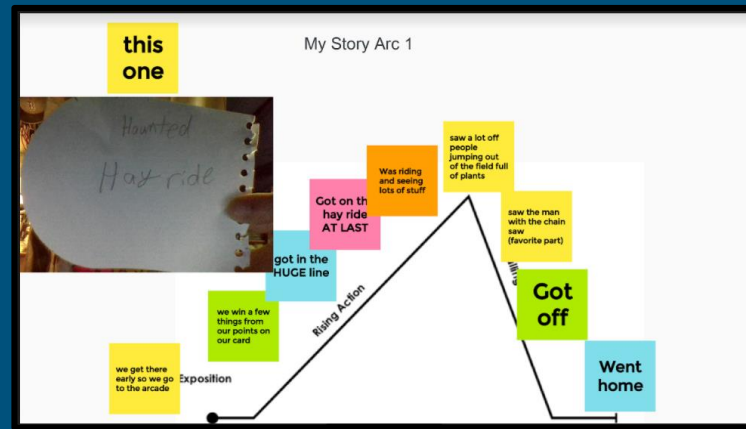 My Story Arc 1
this
one
Haunted
Hay ride
we get there
early so we go
to the arcade
Exposition
we win a few
things from
our points on
our card
got in the
HUGE line
Got on th
hay ride
AT LAST
Rising Action
Was riding
and seeing
lots of stuff
saw a lot off
people
jumping out
of the field full
of plants
saw the man
with the chain
saw
(favorite part)
Got
off
Went
home